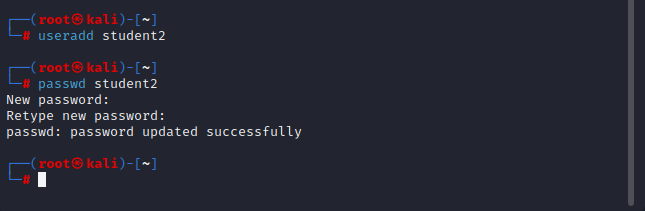 ┌──(root㉿kali)-[~]
└─# useradd student2
┌──(root㉿kali)-[~]
└─# passwd student2
New password:
Retype new password:
passwd: password updated successfully
┌──(root㉿kali)-[~]
└─#